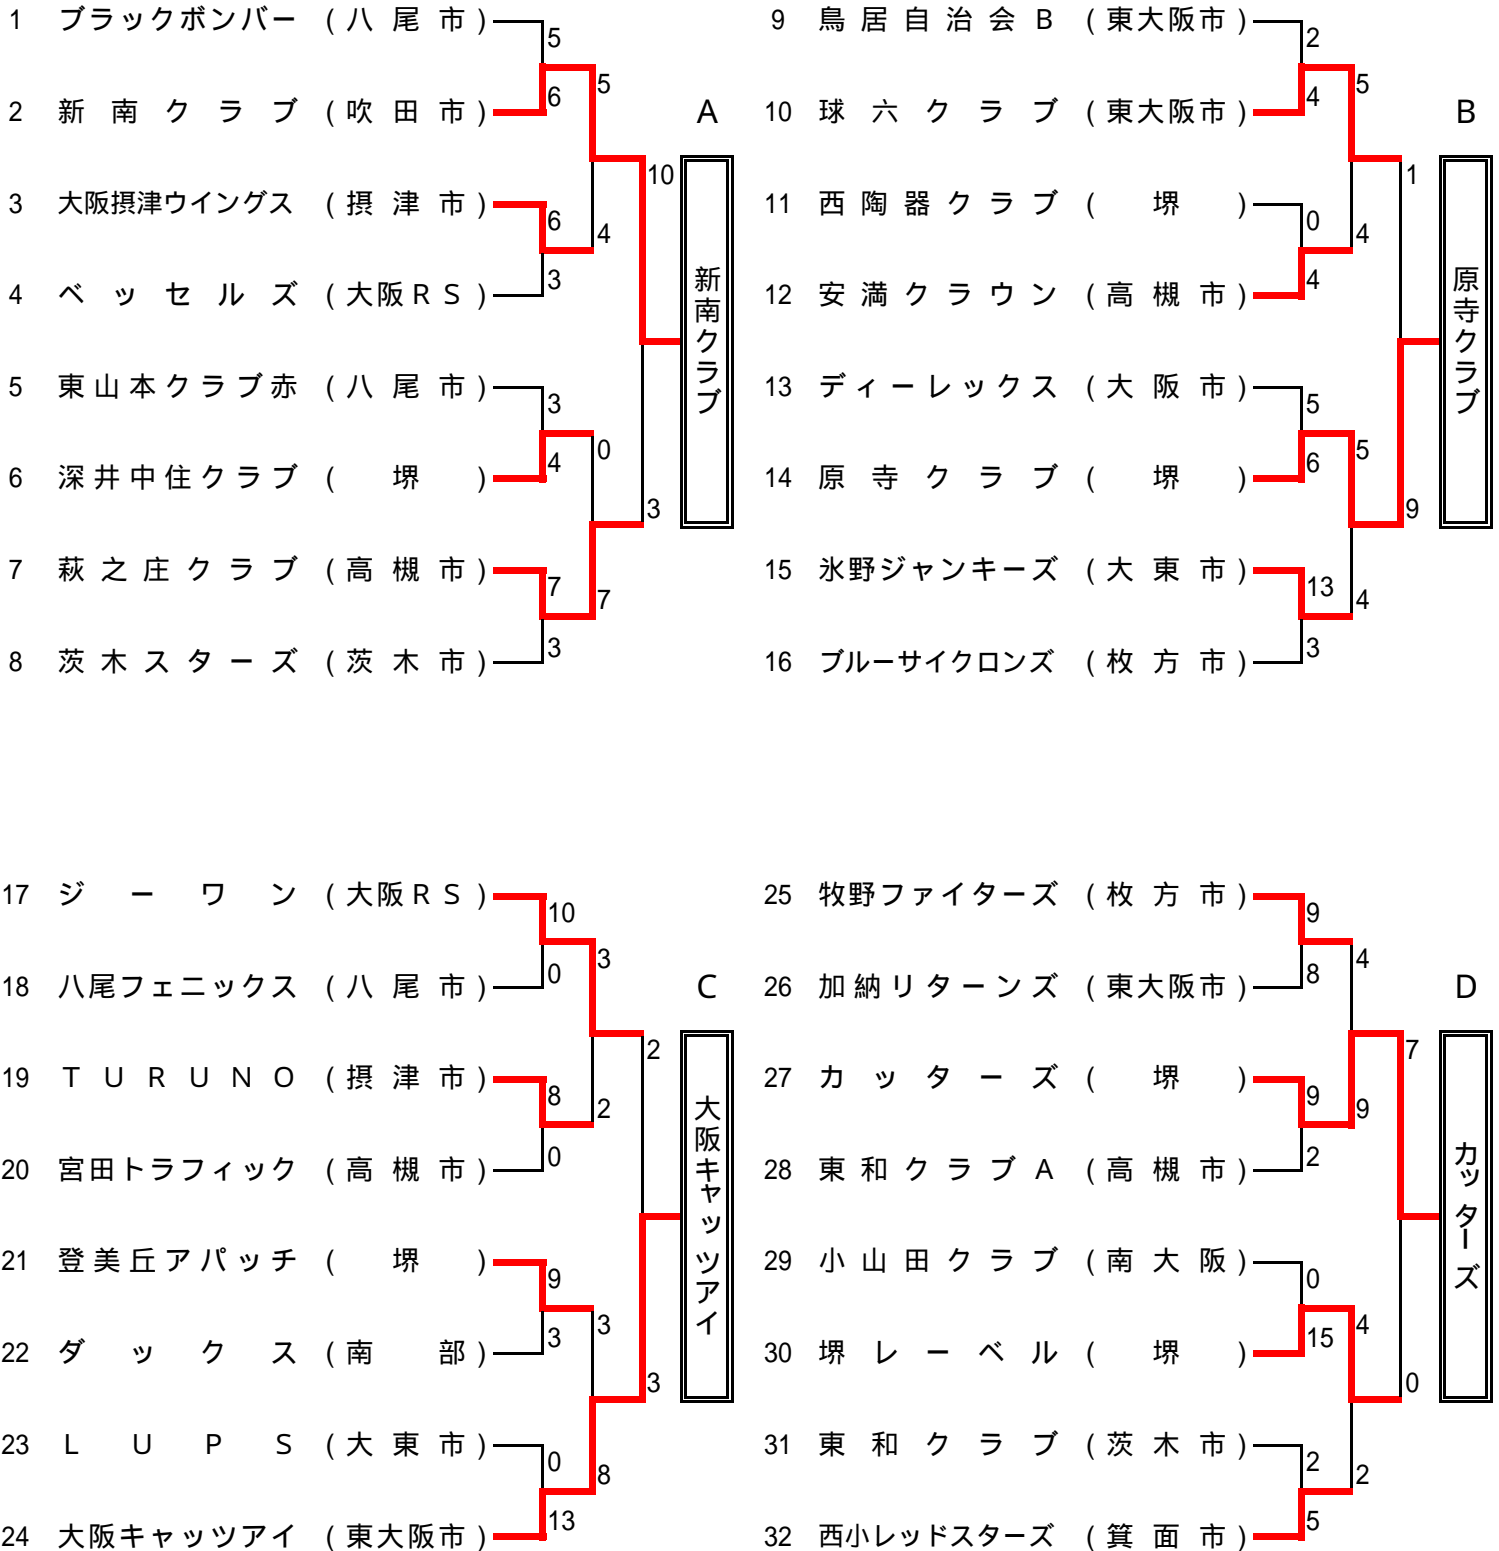 1 ブラックボンバー (八尾市) 5
2 新南クラブ (吹田市) 6
5
3 大阪摂津ウイングス (摂津市) 6
4 ベッセルズ (大阪RS) 3
4
10
5 東山本クラブ赤 (八尾市) 3
6 深井中住クラブ (堺) 4
0
7 萩之庄クラブ (高槻市) 7
8 茨木スターズ (茨木市) 3
7
3
A
新南クラブ
9 鳥居自治会B (東大阪市) 2
10 球六クラブ (東大阪市) 4
5
11 西陶器クラブ (堺) 0
12 安満クラウン (高槻市) 4
4
1
13 ディーレックス (大阪市) 5
14 原寺クラブ (堺) 6
5
15 氷野ジャンキーズ (大東市) 13
16 ブルーサイクロンズ (枚方市) 3
4
9
B
原寺クラブ
17 ジーワン (大阪RS) 10
18 八尾フェニックス (八尾市) 0
3
19 TURUNO (摂津市) 8
20 宮田トラフィック (高槻市) 0
2
2
21 登美丘アパッチ (堺) 9
22 ダックス (南部) 3
3
23 LUPS (大東市) 0
24 大阪キャッツアイ (東大阪市) 13
8
3
C
大阪キャッツアイ
25 牧野ファイターズ (枚方市) 9
26 加納リターンズ (東大阪市) 8
4
27 カッターズ (堺) 9
28 東和クラブA (高槻市) 2
9
7
29 小山田クラブ (南大阪) 0
30 堺レーベル (堺) 15
4
31 東和クラブ (茨木市) 2
32 西小レッドスターズ (箕面市) 5
2
0
D
カッターズ